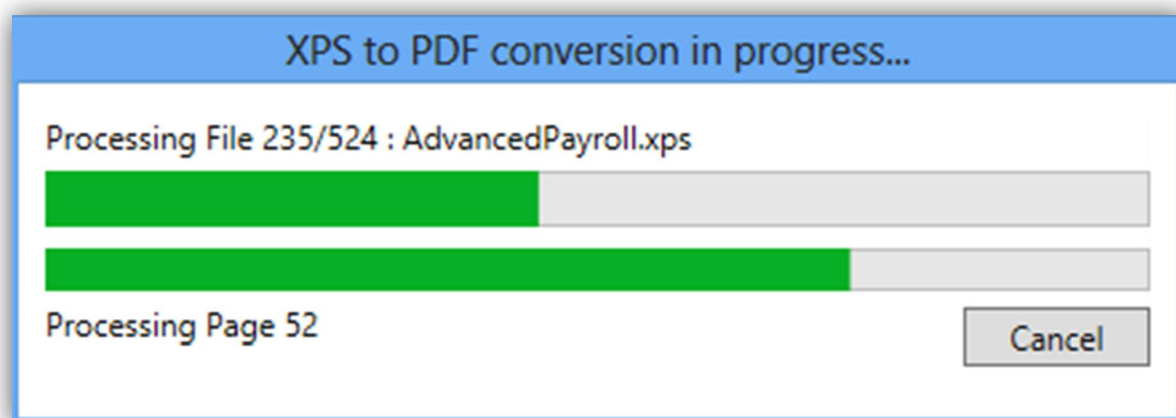 XPS to PDF conversion in progress...
Processing File 235/524 : AdvancedPayroll.xps
Processing Page 52
Cancel